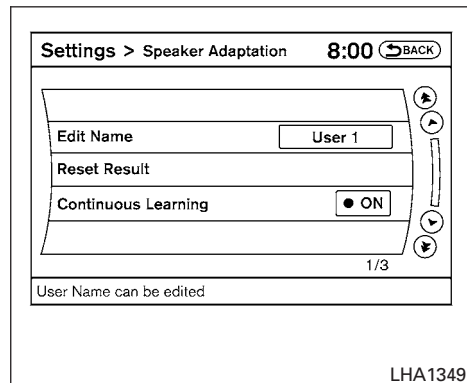 Settings > Speaker Adaptation 8:00 BACK
Edit Name User 1
Reset Result
Continuous Learning ON
1/3
User Name can be edited
LHA1349